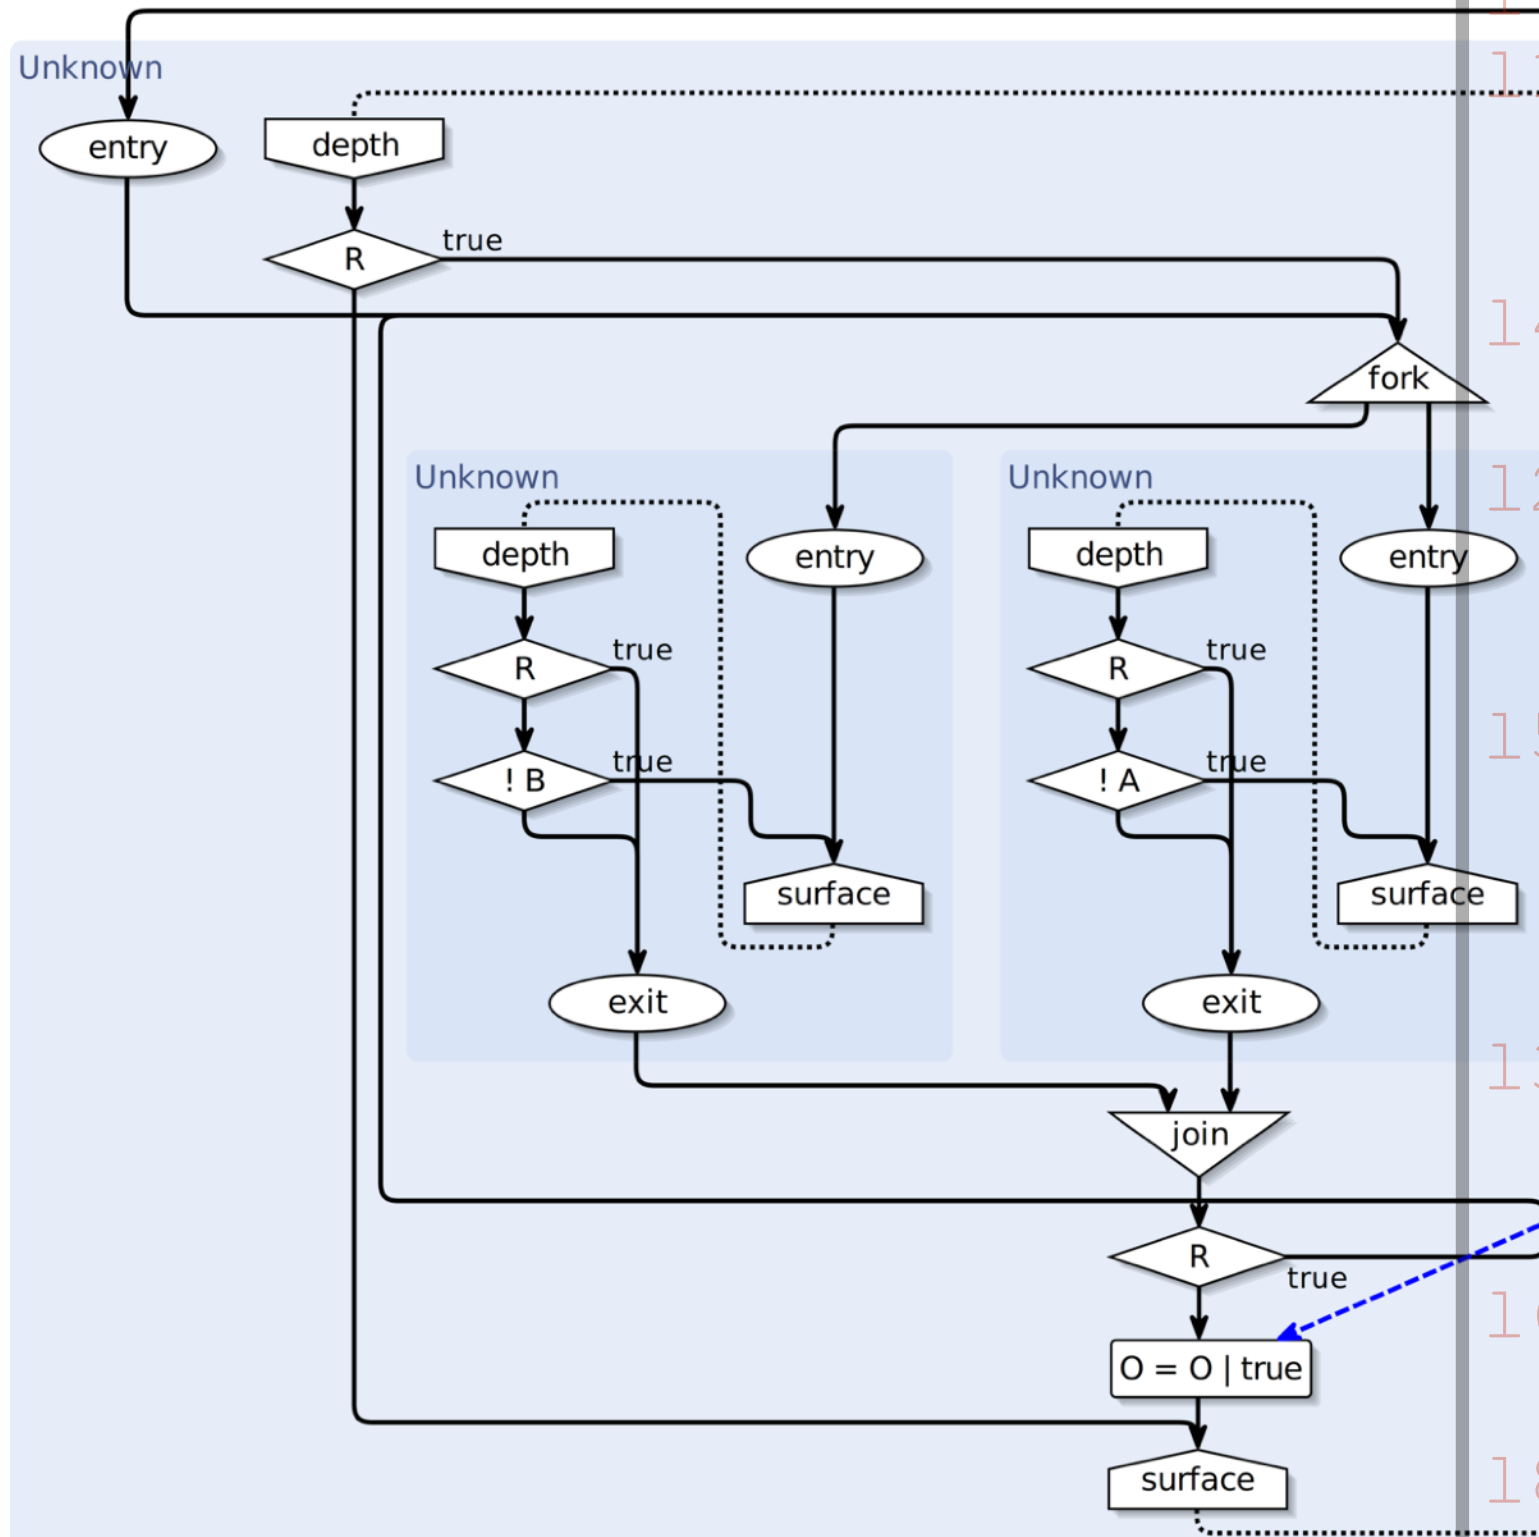 Unknown
entry
depth
R
true
fork
Unknown
depth
entry
R
true
! B
true
surface
exit
Unknown
depth
entry
R
true
! A
true
surface
exit
join
R
true
O = O | true
surface